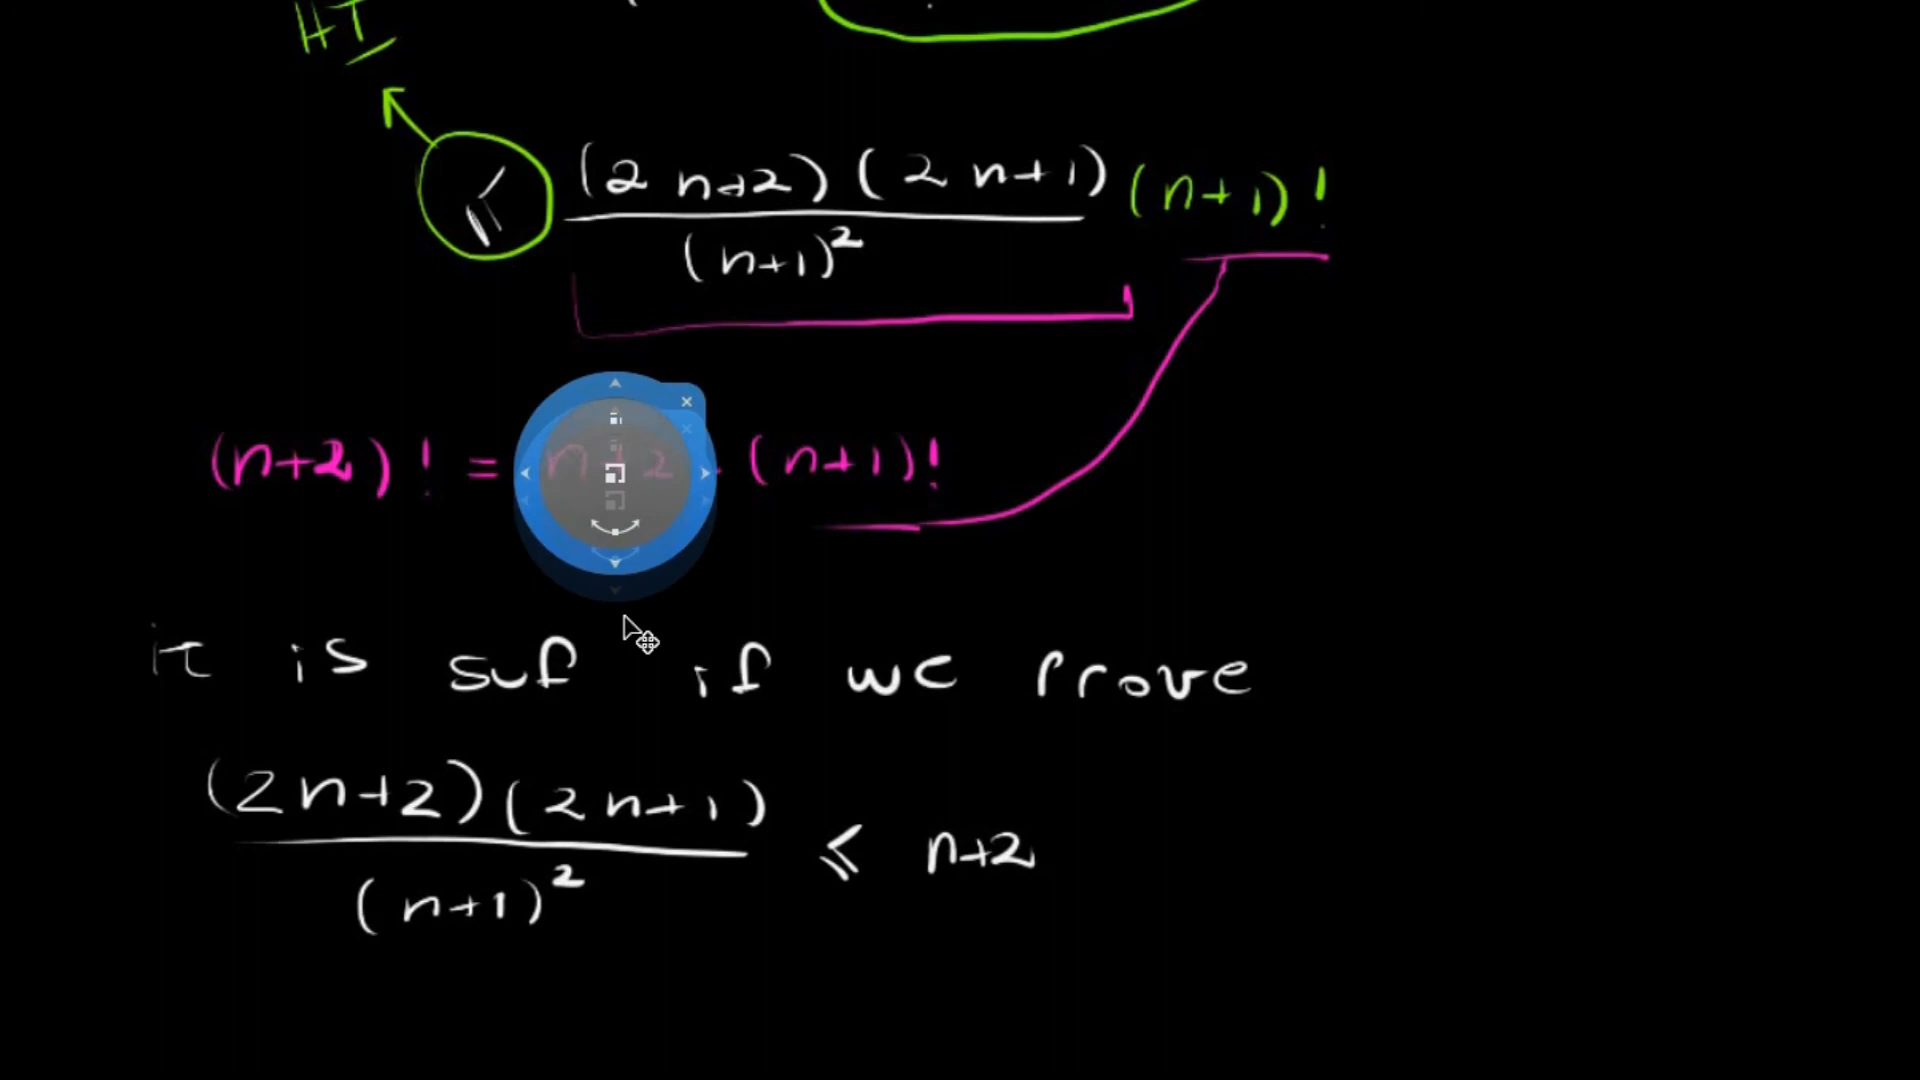 HI
≤ (2n+2)(2n+1) (n+1)!
(n+1)²
(n+2)! = n+2 · (n+1)!
it is suf if we prove
(2n+2)(2n+1) ≤ n+2
(n+1)²